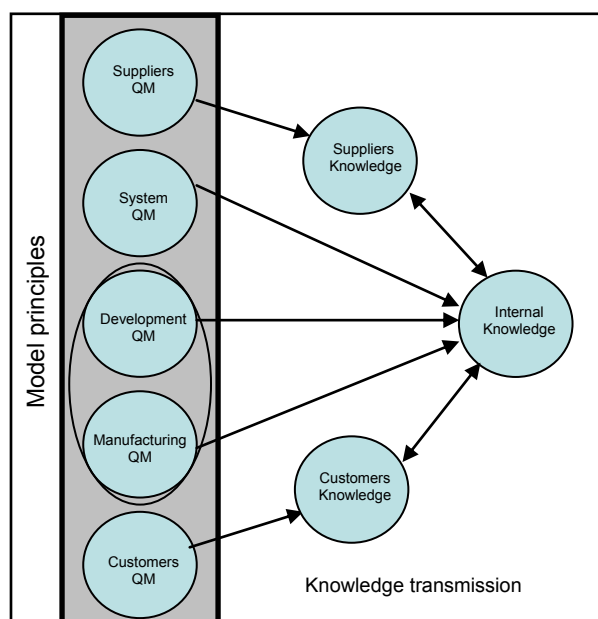 Model principles
Suppliers
QM
System
QM
Development
QM
Manufacturing
QM
Customers
QM
Suppliers
Knowledge
Internal
Knowledge
Customers
Knowledge
Knowledge transmission